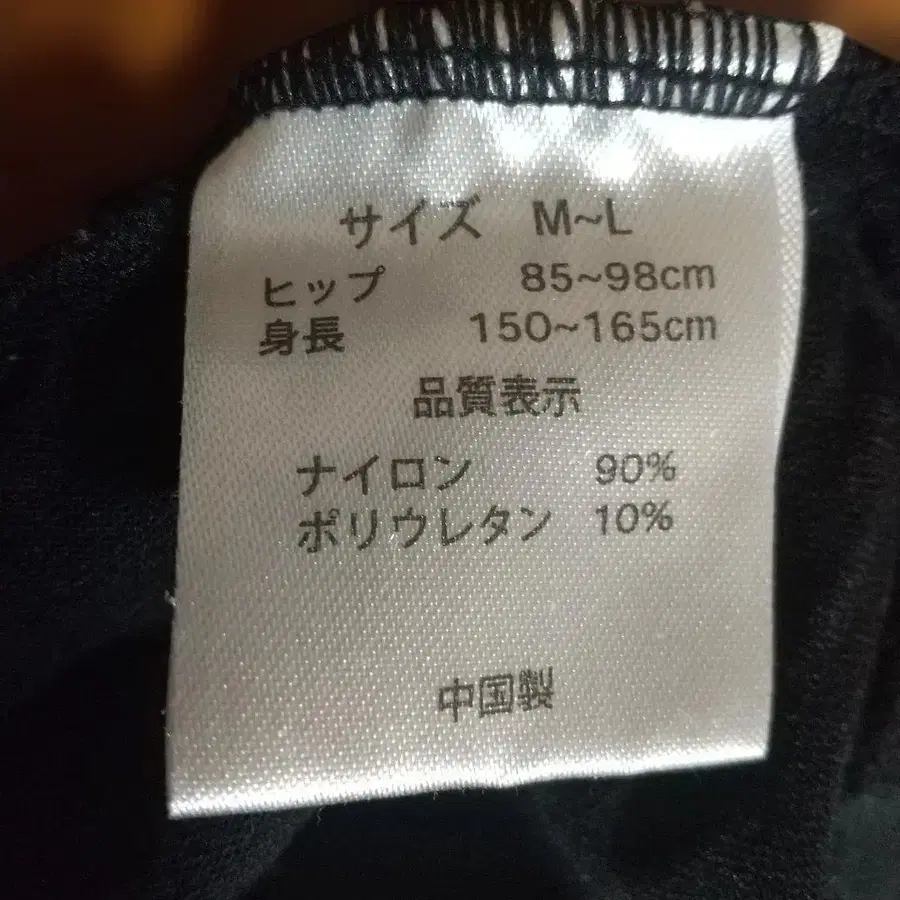 サイズ M~L
ヒップ 85~98cm
身長 150~165cm
品質表示
ナイロン 90%
ポリウレタン 10%
中国製